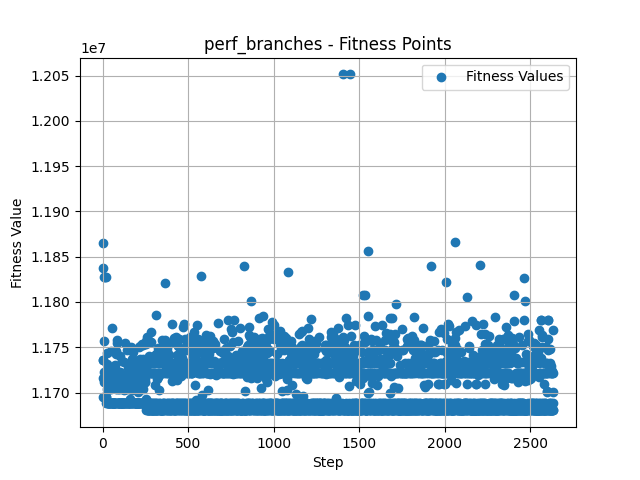 perf_branches - Fitness Points
1e7
Fitness Values
1.205
1.200
1.195
1.190
1.185
1.180
1.175
1.170
Fitness Value
0
500
1000
1500
2000
2500
Step